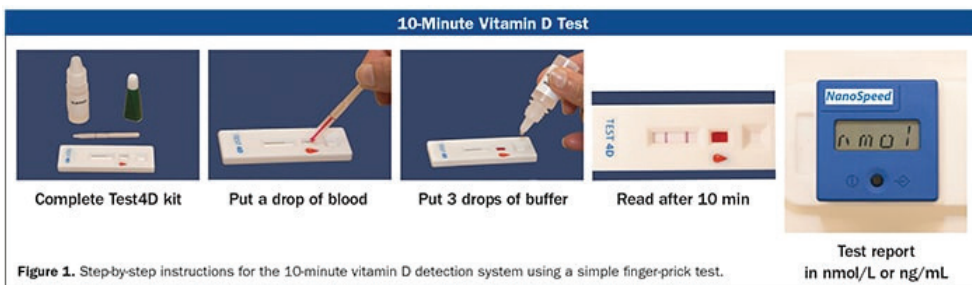 10-Minute Vitamin D Test
TEST 4D
NanoSpeed
nmol
Complete Test4D kit
Put a drop of blood
Put 3 drops of buffer
Read after 10 min
Test report
in nmol/L or ng/mL
Figure 1. Step-by-step instructions for the 10-minute vitamin D detection system using a simple finger-prick test.